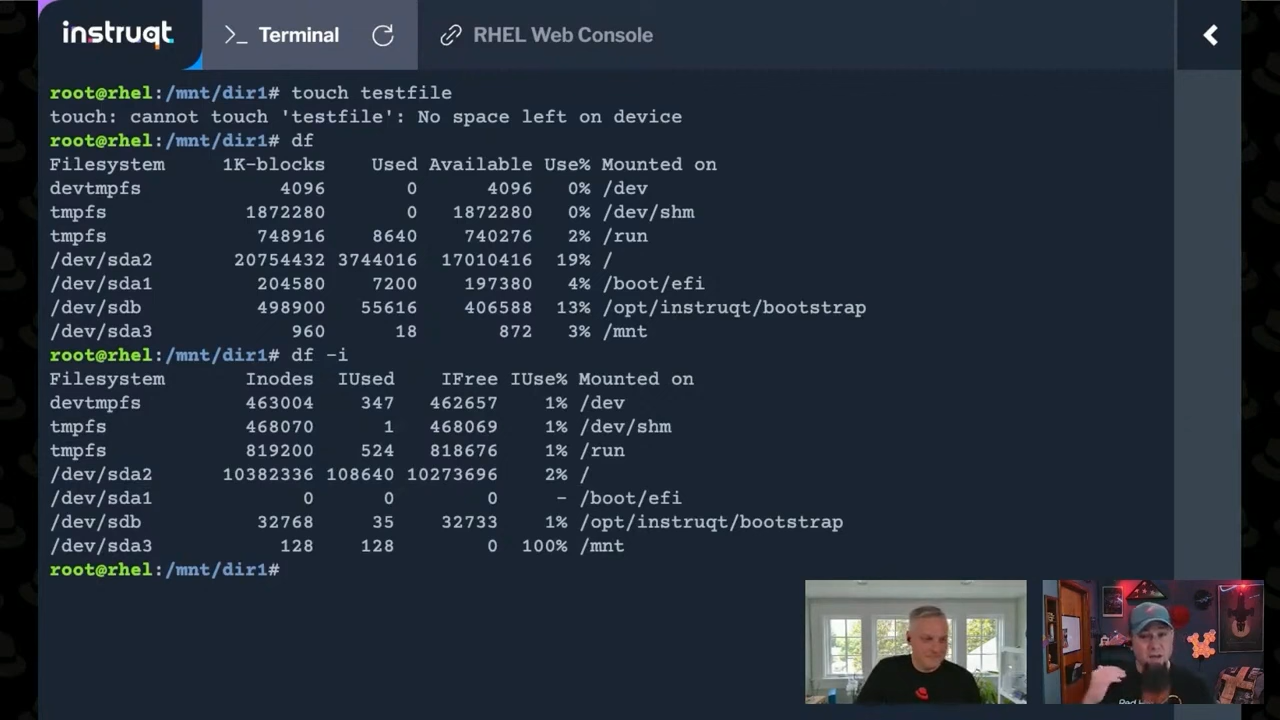 instruqt
>_ Terminal
RHEL Web Console
root@rhel:/mnt/dir1# touch testfile
touch: cannot touch 'testfile': No space left on device
root@rhel:/mnt/dir1# df
Filesystem 1K-blocks Used Available Use% Mounted on
devtmpfs 4096 0 4096 0% /dev
tmpfs 1872280 0 1872280 0% /dev/shm
tmpfs 748916 8640 740276 2% /run
/dev/sda2 20754432 3744016 17010416 19% /
/dev/sda1 204580 7200 197380 4% /boot/efi
/dev/sdb 498900 55616 406588 13% /opt/instruqt/bootstrap
/dev/sda3 960 18 872 3% /mnt
root@rhel:/mnt/dir1# df -i
Filesystem Inodes IUsed IFree IUse% Mounted on
devtmpfs 463004 347 462657 1% /dev
tmpfs 468070 1 468069 1% /dev/shm
tmpfs 819200 524 818676 1% /run
/dev/sda2 10382336 108640 10273696 2% /
/dev/sda1 0 0 0 - /boot/efi
/dev/sdb 32768 35 32733 1% /opt/instruqt/bootstrap
/dev/sda3 128 128 0 100% /mnt
root@rhel:/mnt/dir1#